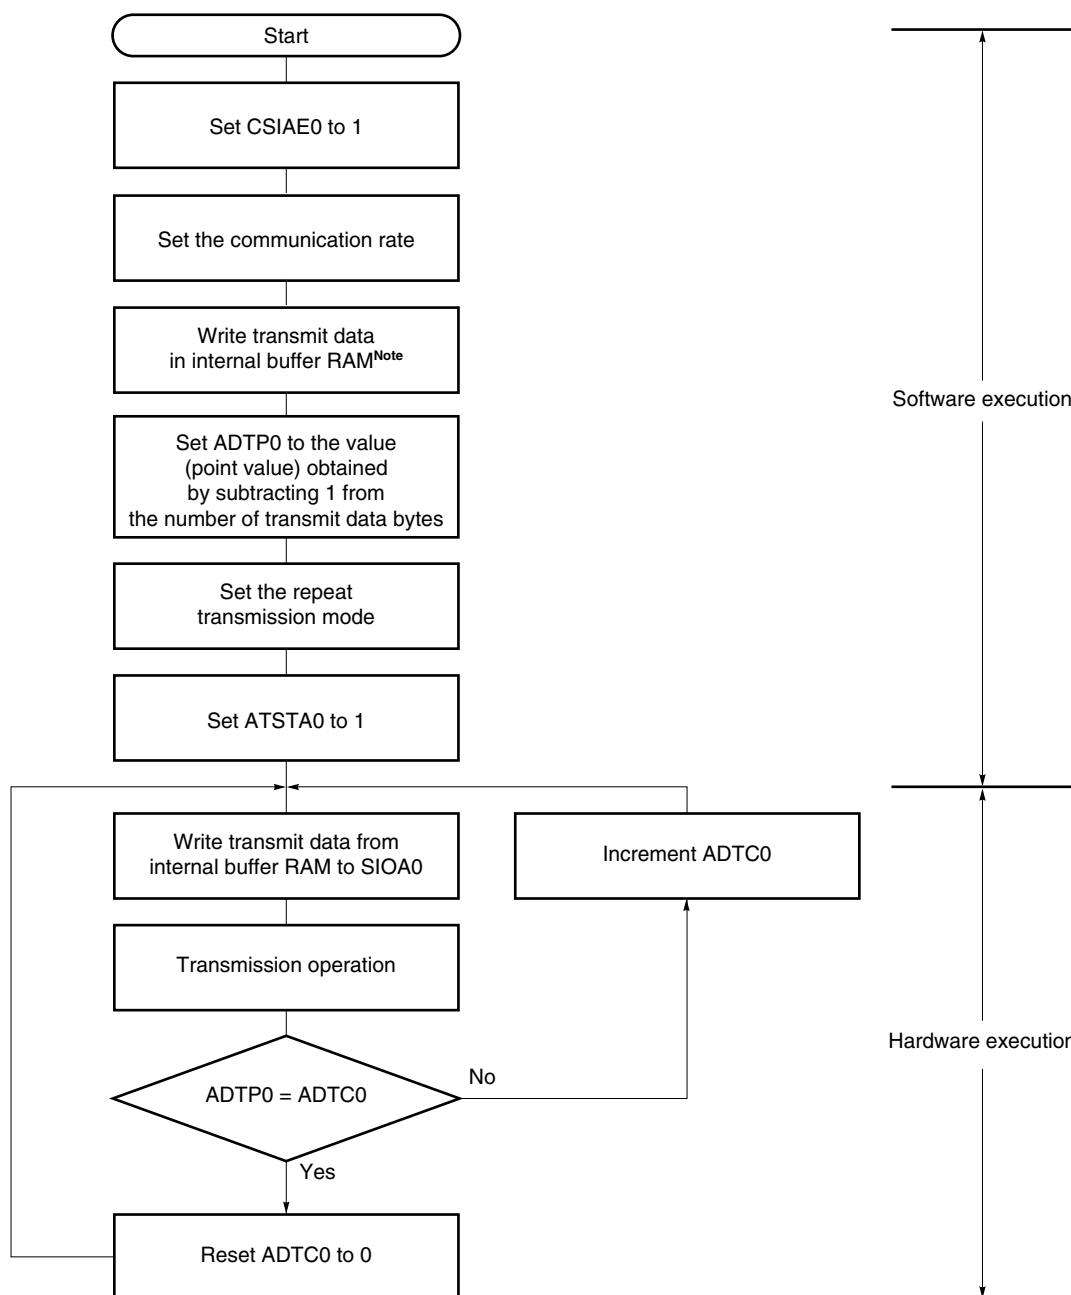 Start
Set CSIAE0 to 1
Set the communication rate
Write transmit data
in internal buffer RAMNote
Set ADTP0 to the value
(point value) obtained
by subtracting 1 from
the number of transmit data bytes
Software execution
Set the repeat
transmission mode
Set ATSTA0 to 1
Write transmit data from
internal buffer RAM to SIOA0
Increment ADTC0
Transmission operation
Hardware execution
ADTP0 = ADTC0
No
Yes
Reset ADTC0 to 0